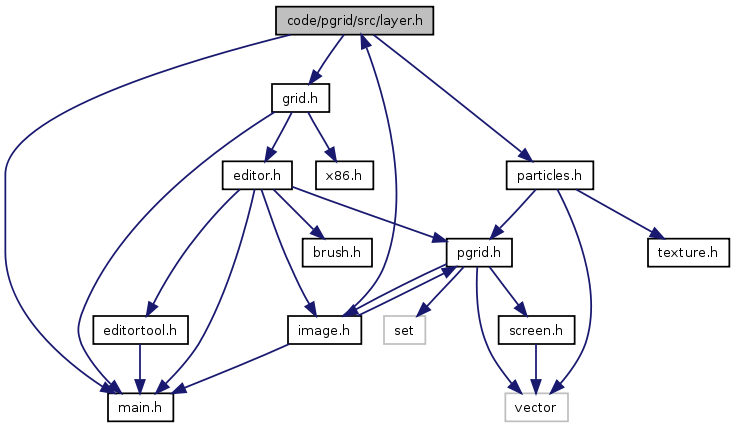 code/pgrid/src/layer.h
grid.h
editor.h
x86.h
particles.h
brush.h
pgrid.h
texture.h
editortool.h
image.h
set
screen.h
main.h
vector